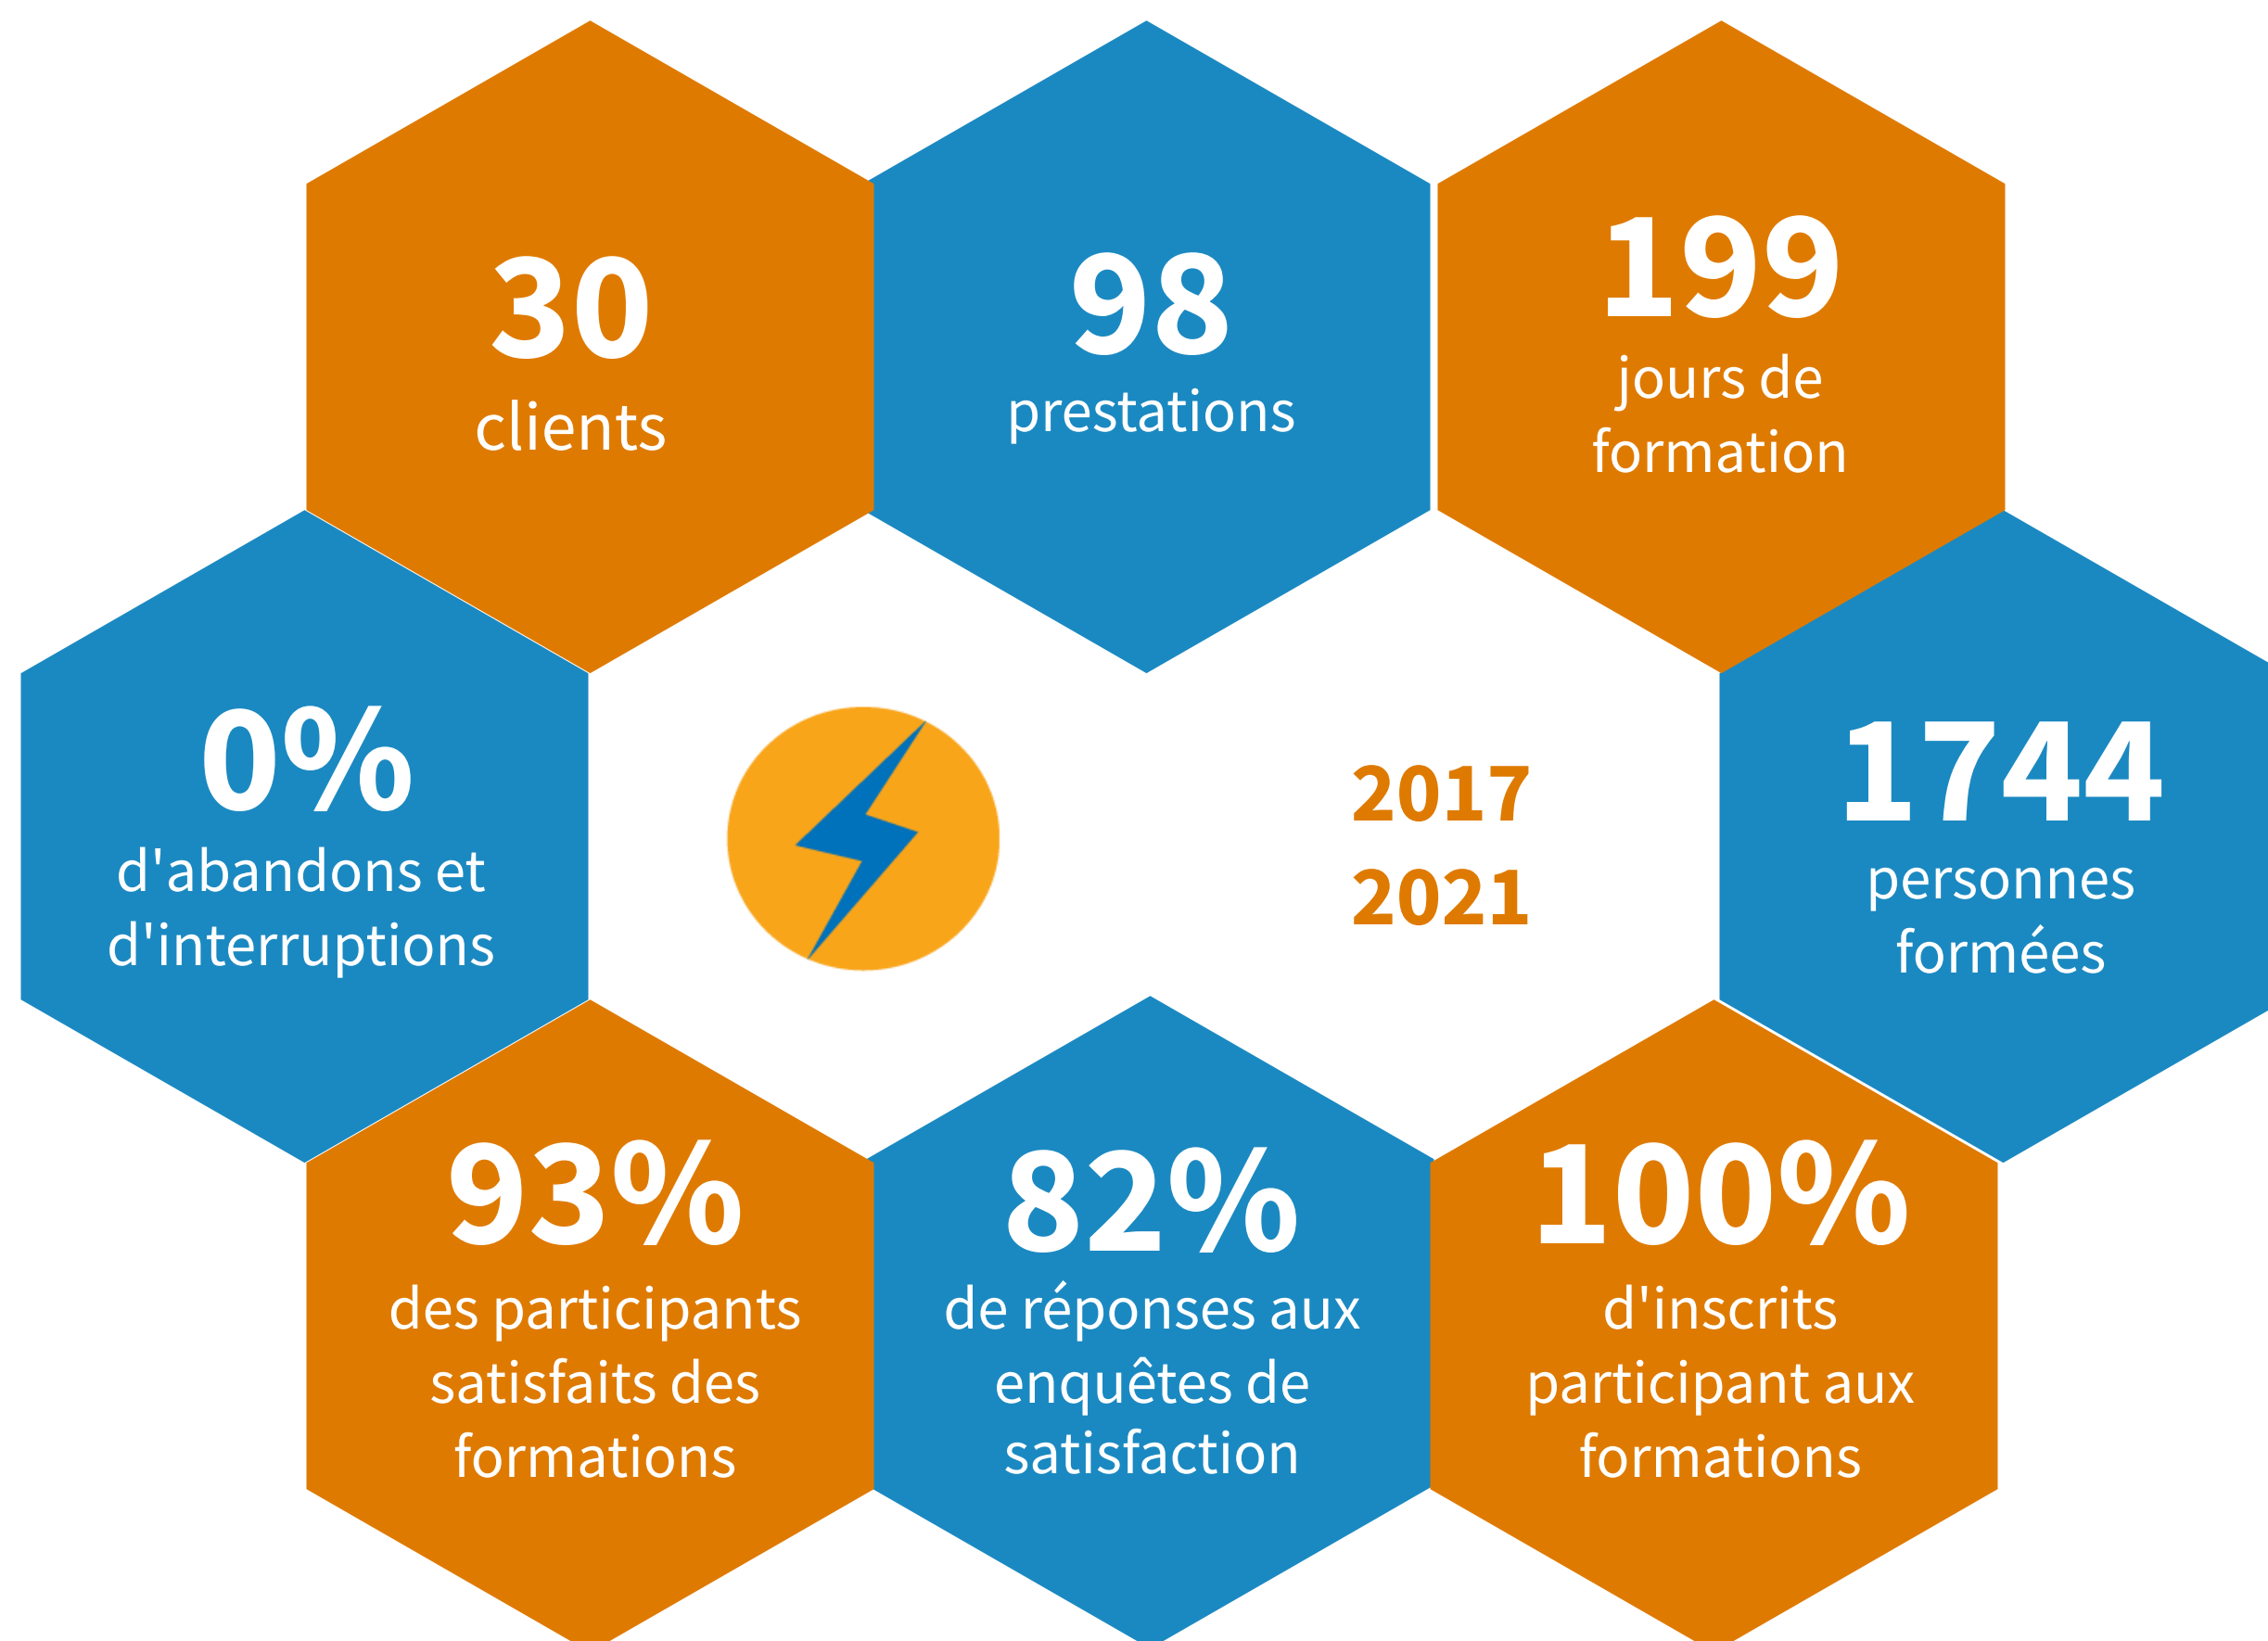 30
clients
98
prestations
199
jours de
formation
0%
d'abandons et
d'interruptions
2017
2021
1744
personnes
formées
93%
des participants
satisfaits des
formations
82%
de réponses aux
enquêtes de
satisfaction
100%
d'inscrits
participant aux
formations